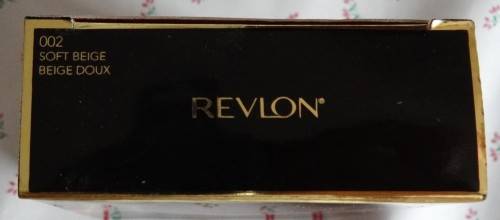 002
SOFT BEIGE
BEIGE DOUX
REVLON®